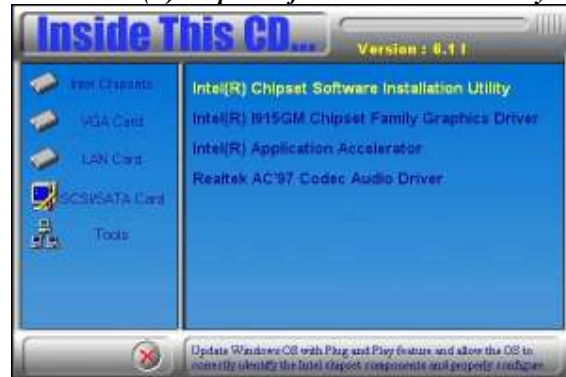 Inside This CD...
Version : 6.1 I
Intel Chipsets
VGA Card
LAN Card
SCSI/SATA Card
Tools
Intel(R) Chipset Software Installation Utility
Intel(R) I915GM Chipset Family Graphics Driver
Intel(R) Application Accelerator
Realtek AC'97 Codec Audio Driver
Update Windows OS with Plug and Play feature and allow the OS to
correctly identify the Intel chipset components and properly configure